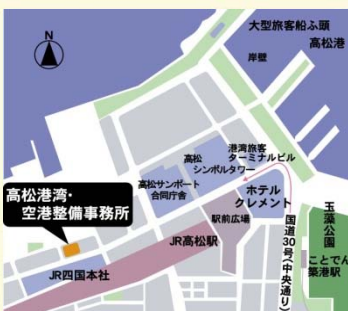 N
大型旅客船ふ頭
高松港
岸壁
港湾旅客
ターミナルビル
高松
シンボルタワー
高松サンポート
合同庁舎
ホテル
クレメント
高松港湾・
空港整備事務所
駅前広場
JR高松駅
国道30号(中央通り)
玉藻公園
ことでん
築港駅
JR四国本社